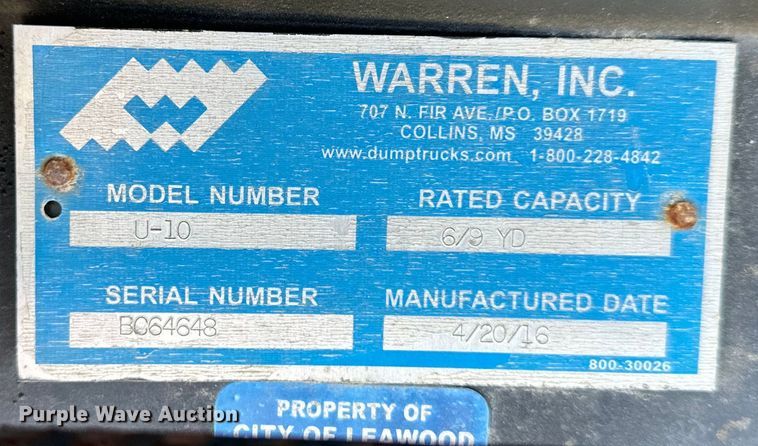 WARREN, INC.
707 N. FIR AVE./P.O. BOX 1719
COLLINS, MS 39428
www.dumptrucks.com 1-800-228-4842
MODEL NUMBER
U-10
RATED CAPACITY
6/9 YD
SERIAL NUMBER
BC64648
MANUFACTURED DATE
4/20/16
800-30026
PROPERTY OF
CITY OF LEAWOOD
Purple Wave Auction